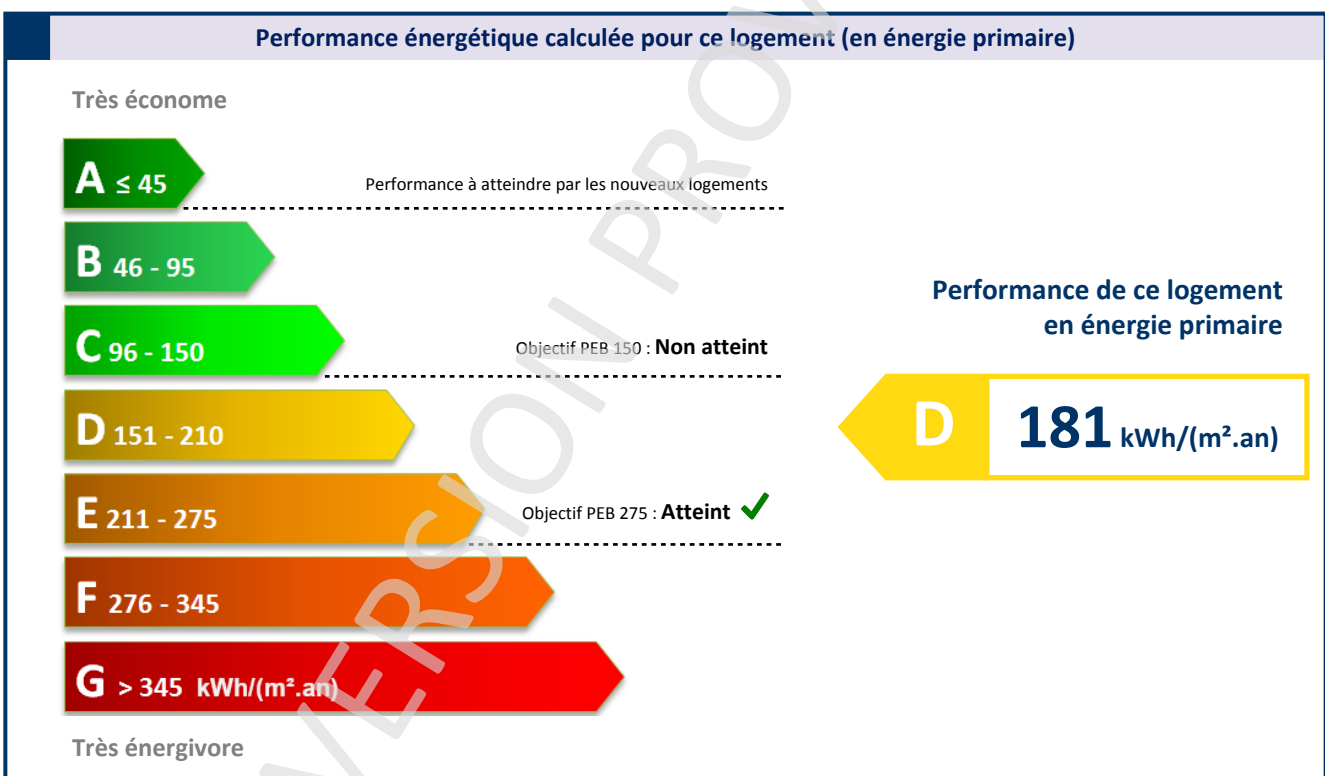 Performance énergétique calculée pour ce logement (en énergie primaire)
Très économe
A ≤ 45
Performance à atteindre par les nouveaux logements
B 46 - 95
Performance de ce logement
en énergie primaire
C 96 - 150
Objectif PEB 150 : Non atteint
D 151 - 210
D 181 kWh/(m².an)
E 211 - 275
Objectif PEB 275 : Atteint ✓
F 276 - 345
G > 345 kWh/(m².an)
Très énergivore
VERSION PROV